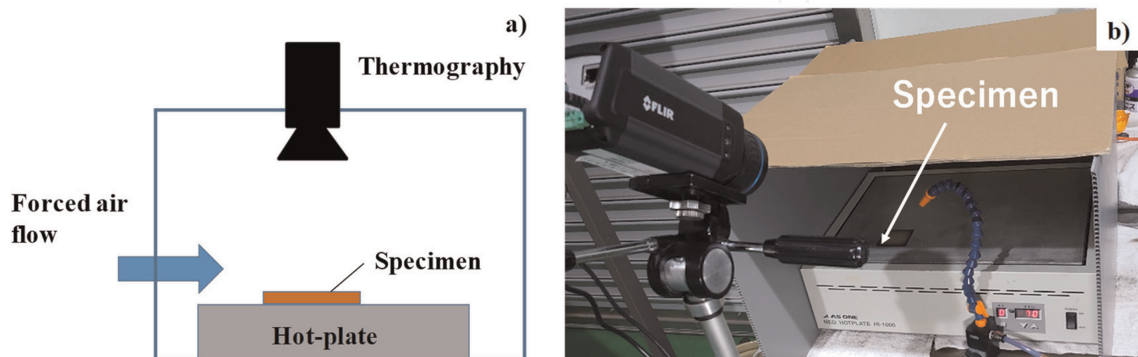 a)
Thermography
Forced air
flow
Specimen
Hot-plate
b)
Specimen
FLIR
AS ONE
NEO HOTPLATE HI-1000
70